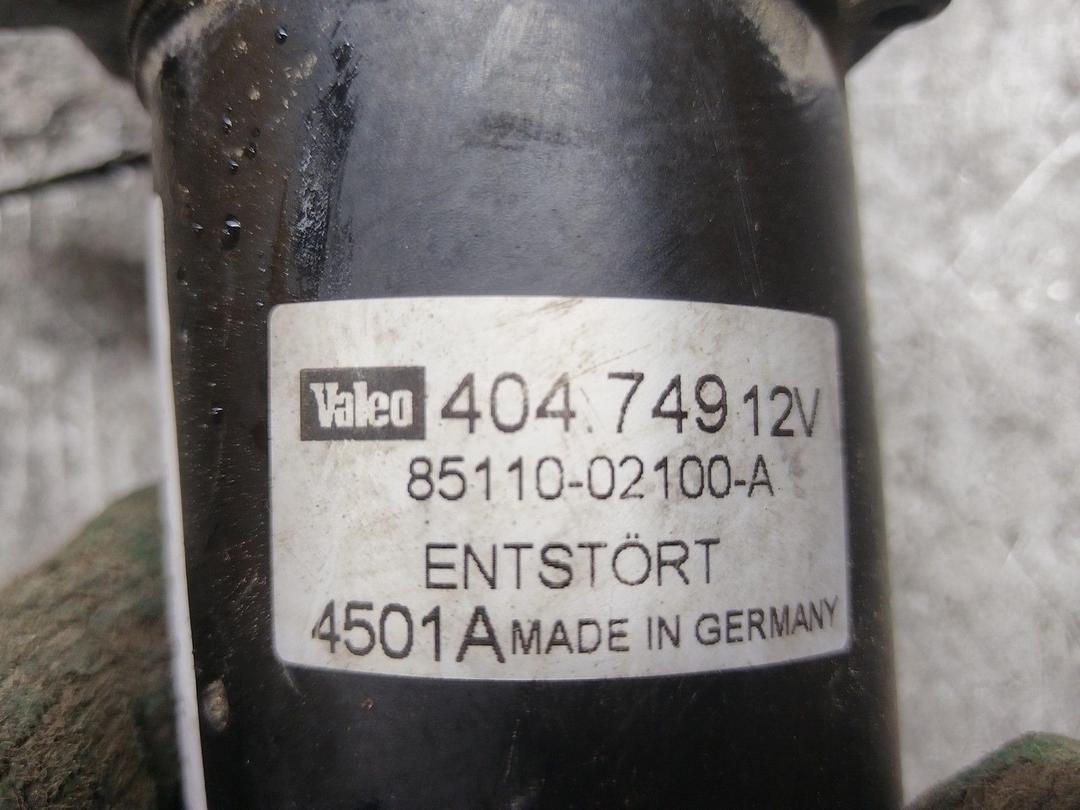 Valeo 404.749 12V
85110-02100-A
ENTSTÖRT
4501A MADE IN GERMANY